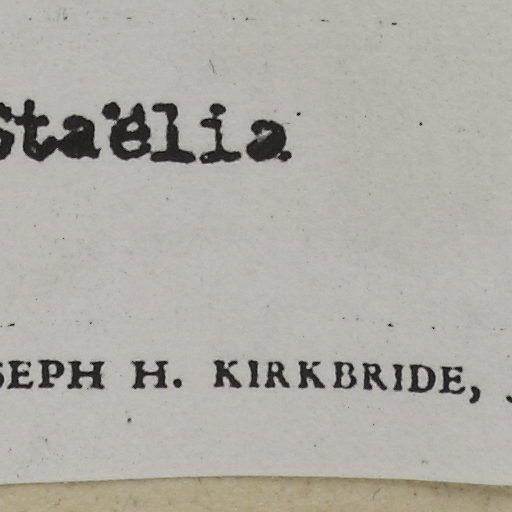 Staëlia
SEPH H. KIRKBRIDE, J